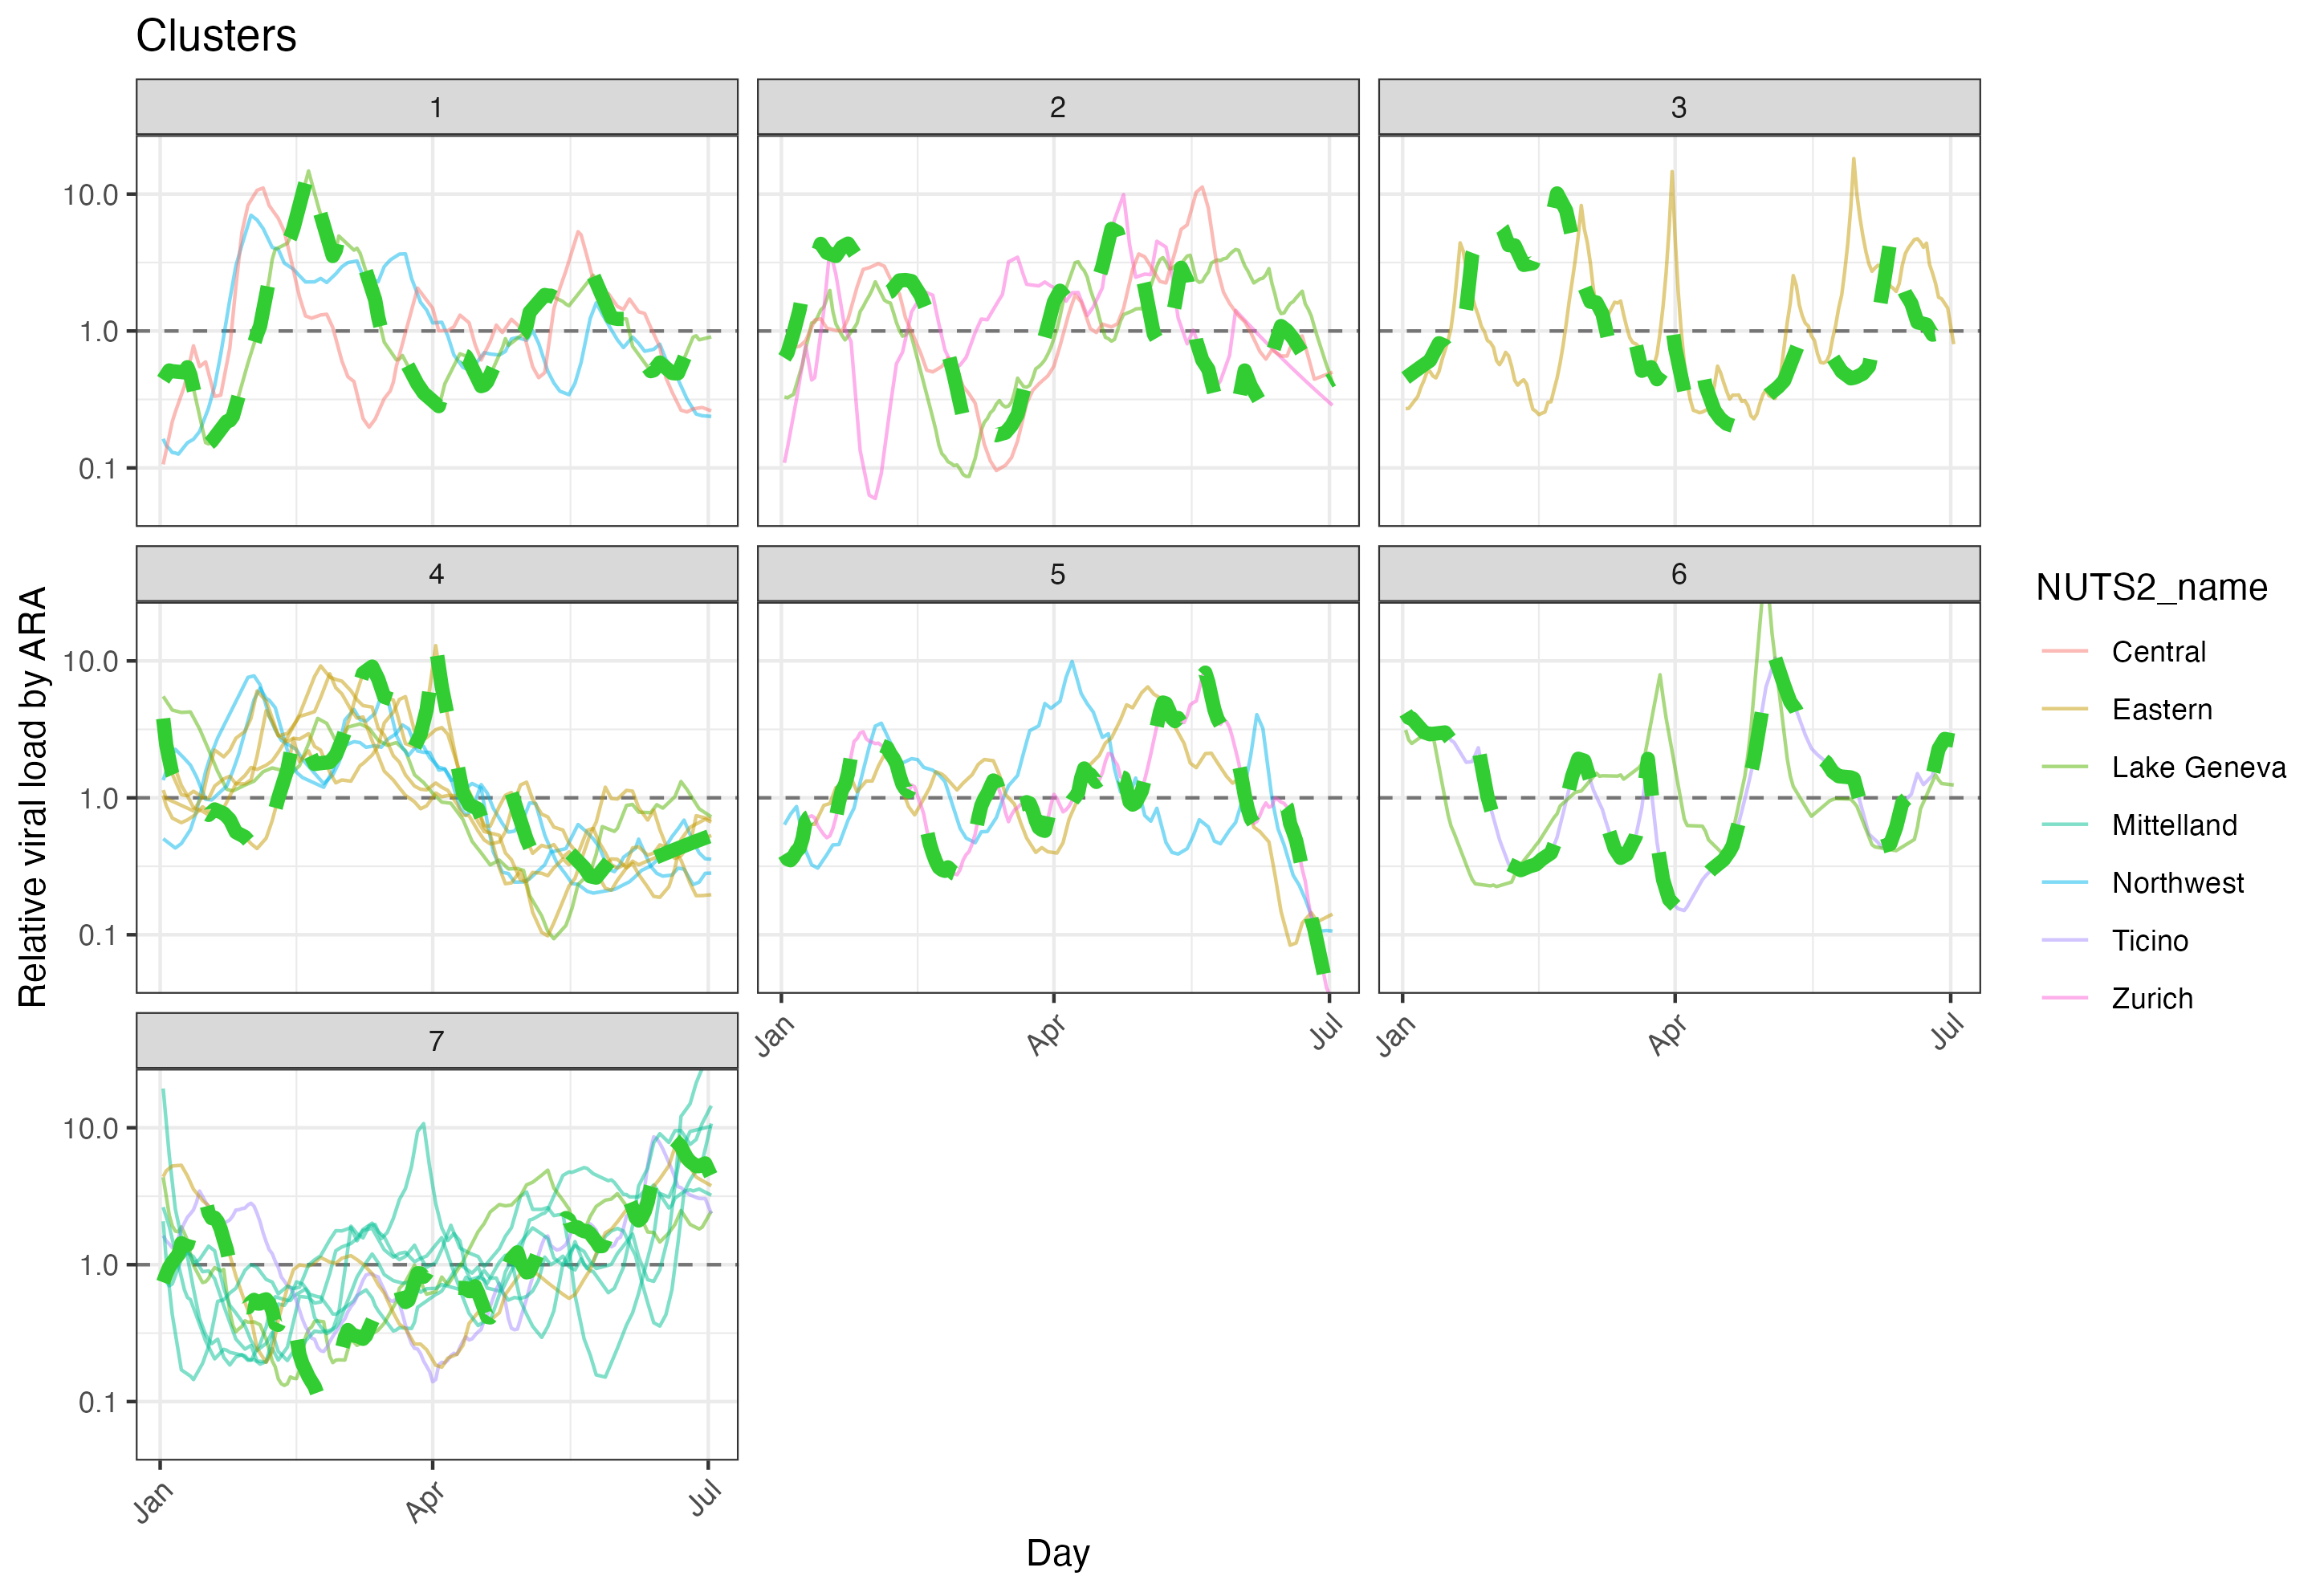 Clusters
1
2
3
10.0
1.0
0.1
4
5
6
10.0
1.0
0.1
Jan
Apr
Jul
Jan
Apr
Jul
7
10.0
1.0
0.1
Jan
Apr
Jul
Relative viral load by ARA
Day
NUTS2_name
Central
Eastern
Lake Geneva
Mittelland
Northwest
Ticino
Zurich